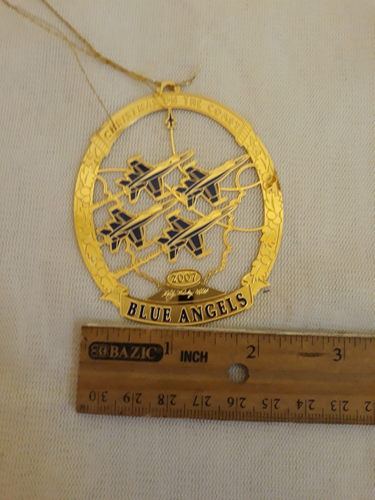 CHRISTMAS ON THE COAST
2007
BLUE ANGELS
BAZIC 1 INCH 2 3
30 29 28 27 26 25 24 23 22